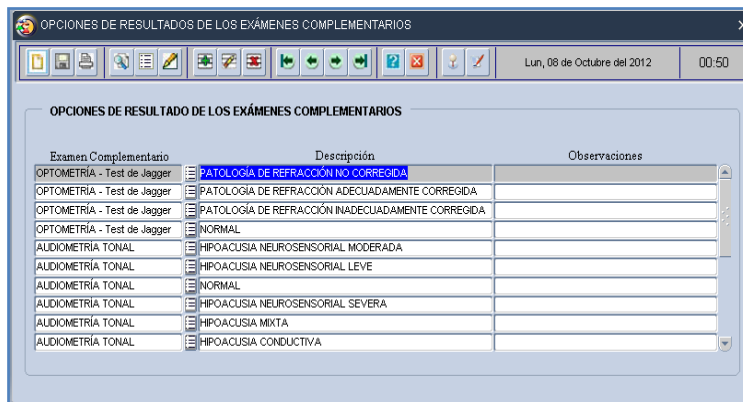 OPCIONES DE RESULTADOS DE LOS EXÁMENES COMPLEMENTARIOS
Lun, 08 de Octubre del 2012 00:50
OPCIONES DE RESULTADO DE LOS EXÁMENES COMPLEMENTARIOS
Examen Complementario Descripción Observaciones
OPTOMETRÍA - Test de Jagger PATOLOGÍA DE REFRACCIÓN NO CORREGIDA
OPTOMETRÍA - Test de Jagger PATOLOGÍA DE REFRACCIÓN ADECUADAMENTE CORREGIDA
OPTOMETRÍA - Test de Jagger PATOLOGÍA DE REFRACCIÓN INADECUADAMENTE CORREGIDA
OPTOMETRÍA - Test de Jagger NORMAL
AUDIOMETRÍA TONAL HIPOACUSIA NEUROSENSORIAL MODERADA
AUDIOMETRÍA TONAL HIPOACUSIA NEUROSENSORIAL LEVE
AUDIOMETRÍA TONAL NORMAL
AUDIOMETRÍA TONAL HIPOACUSIA NEUROSENSORIAL SEVERA
AUDIOMETRÍA TONAL HIPOACUSIA MIXTA
AUDIOMETRÍA TONAL HIPOACUSIA CONDUCTIVA